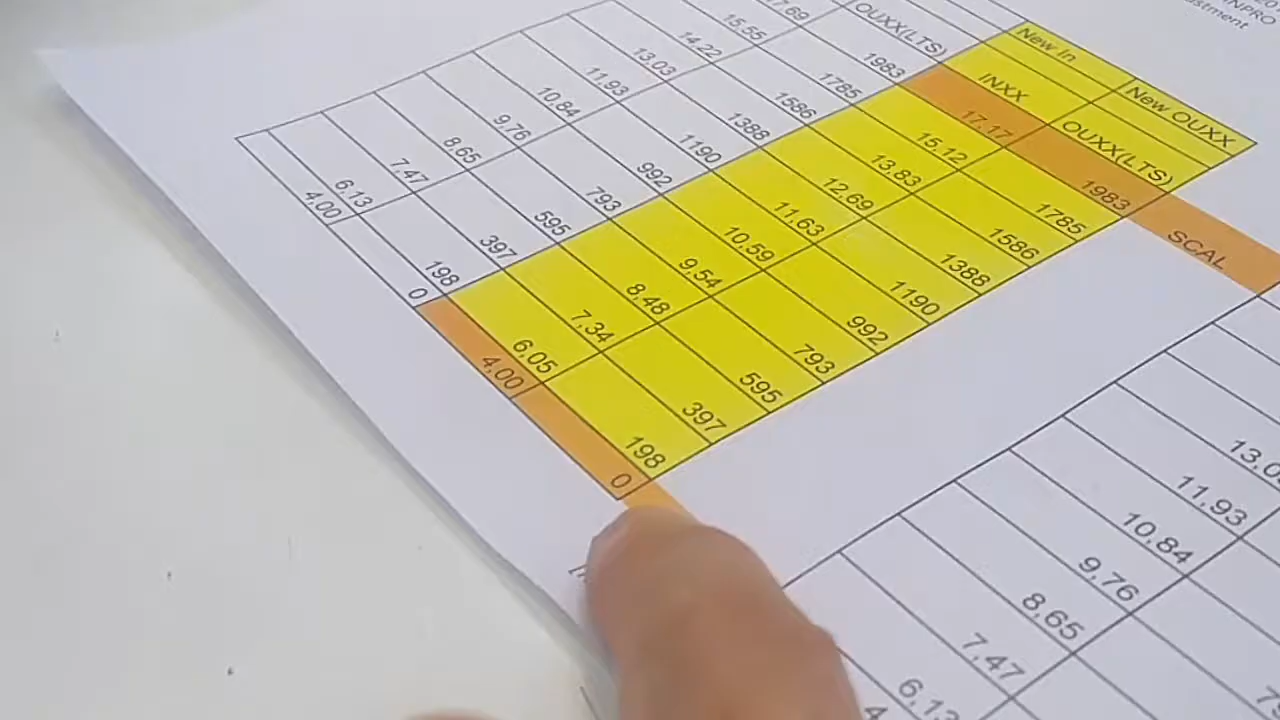 New In New OUXX
OUXX(LTS) INXX OUXX(LTS)
7,69 1983 17,17 1983 SCAL
15,55 1785 15,12 1785
14,22 1586 13,83 1586
13,03 1388 12,69 1388
11,93 1190 11,63 1190
10,84 992 10,59 992
9,76 793 9,54 793
8,65 595 8,48 595
7,47 397 7,34 397
6,13 198 6,05 198
4,00 0 4,00 0
13,0
11,93
10,84
9,76
8,65
7,47
6,13
4